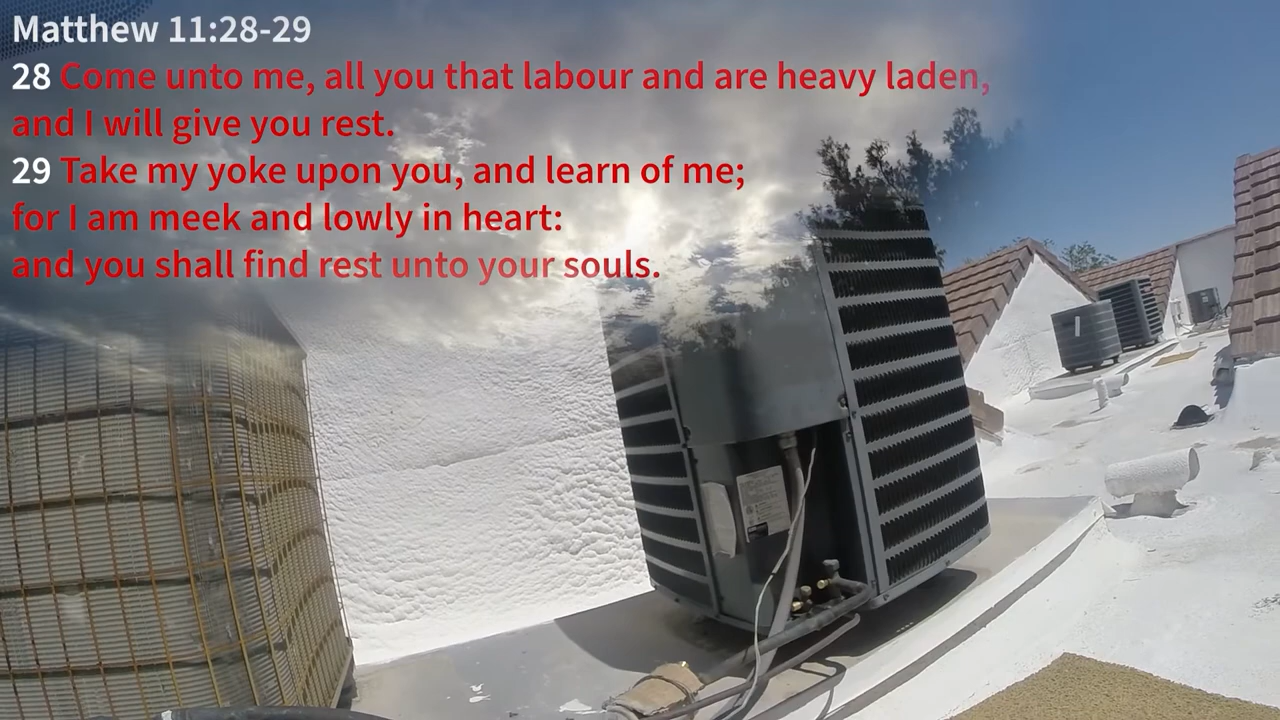 Matthew 11:28-29
28 Come unto me, all you that labour and are heavy laden,
and I will give you rest.
29 Take my yoke upon you, and learn of me;
for I am meek and lowly in heart:
and you shall find rest unto your souls.